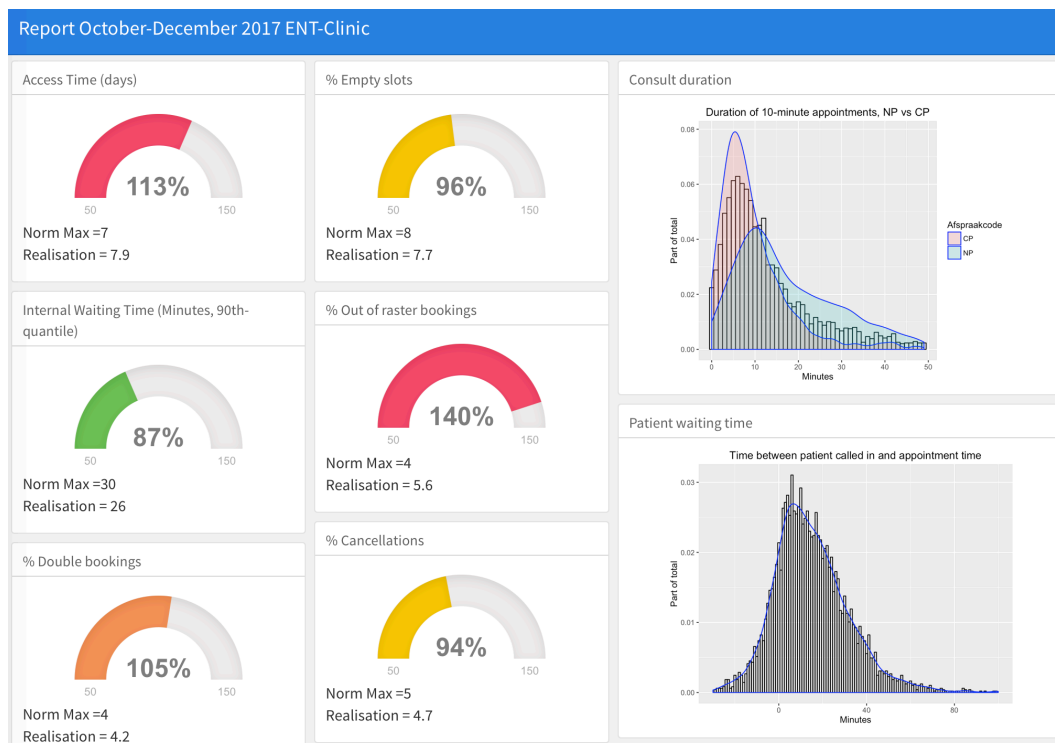 Report October-December 2017 ENT-Clinic
Access Time (days)
113%
50
150
Norm Max =7
Realisation = 7.9
Internal Waiting Time (Minutes, 90th-
quantile)
87%
50
150
Norm Max =30
Realisation = 26
% Double bookings
105%
50
150
Norm Max =4
Realisation = 4.2
% Empty slots
96%
50
150
Norm Max =8
Realisation = 7.7
% Out of raster bookings
140%
50
150
Norm Max =4
Realisation = 5.6
% Cancellations
94%
50
150
Norm Max =5
Realisation = 4.7
Consult duration
Duration of 10-minute appointments, NP vs CP
0.08
0.06
0.04
0.02
0.00
Part of total
0
10
20
30
40
50
Minutes
Afspraakcode
CP
NP
Patient waiting time
Time between patient called in and appointment time
0.03
0.02
0.01
0.00
Part of total
0
40
80
Minutes